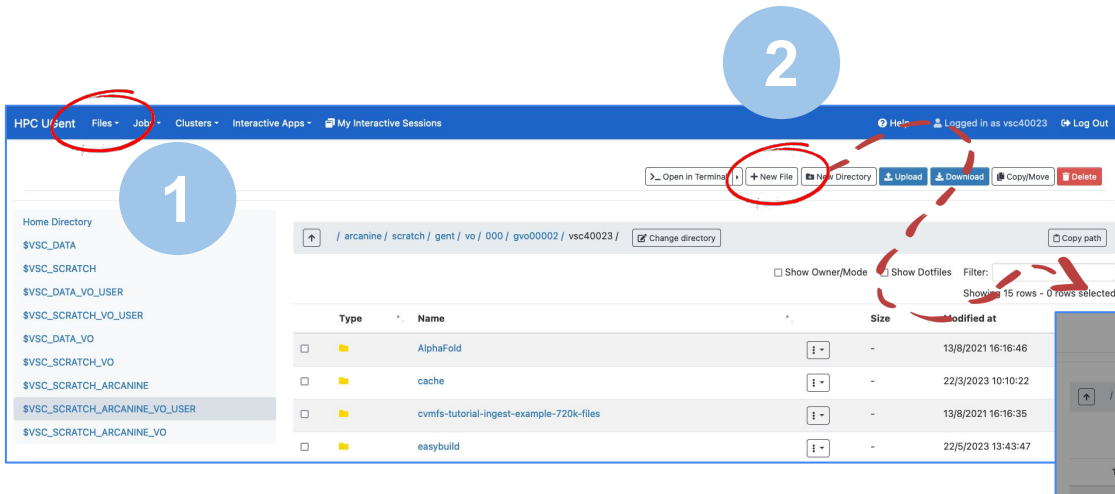 2
HPC UGent Files Jobs Clusters Interactive Apps My Interactive Sessions Help Logged in as vsc40023 Log Out
1
>_ Open in Terminal + New File New Directory Upload Download Copy/Move Delete
Home Directory
$VSC_DATA
$VSC_SCRATCH
$VSC_DATA_VO_USER
$VSC_SCRATCH_VO_USER
$VSC_DATA_VO
$VSC_SCRATCH_VO
$VSC_SCRATCH_ARCANINE
$VSC_SCRATCH_ARCANINE_VO_USER
$VSC_SCRATCH_ARCANINE_VO
/ arcanine / scratch / gent / vo / 000 / gvo00002 / vsc40023 / Change directory Copy path
Show Owner/Mode Show Dotfiles Filter:
Showing 15 rows - 0 rows selected
Type Name Size Modified at
AlphaFold - 13/8/2021 16:16:46
cache - 22/3/2023 10:10:22
cvmfs-tutorial-ingest-example-720k-files - 13/8/2021 16:16:35
easybuild - 22/5/2023 13:43:47
/